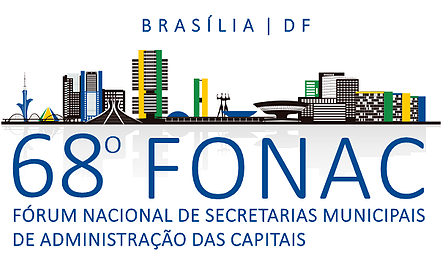 BRASÍLIA | DF
68º FONAC
FÓRUM NACIONAL DE SECRETARIAS MUNICIPAIS
DE ADMINISTRAÇÃO DAS CAPITAIS